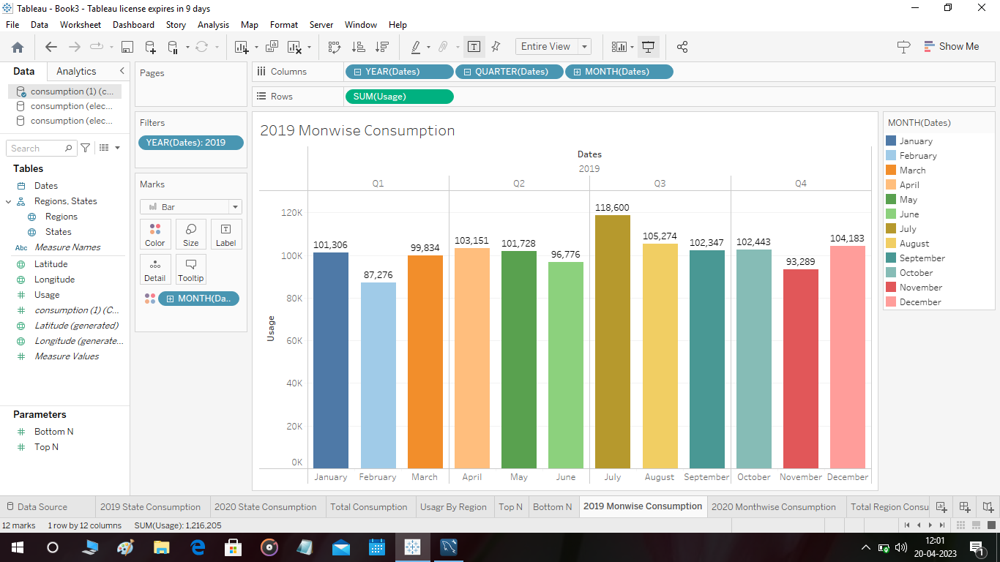 Tableau - Book3 - Tableau license expires in 9 days
File Data Worksheet Dashboard Story Analysis Map Format Server Window Help
Entire View
Show Me
Data Analytics
consumption (1) (c...
consumption (elec...
consumption (elec...
Search
Tables
Dates
Regions, States
Regions
States
Abc Measure Names
Latitude
Longitude
Usage
consumption (1) (C...
Latitude (generated)
Longitude (generate...
Measure Values
Parameters
Bottom N
Top N
Pages
Filters
YEAR(Dates): 2019
Marks
Bar
Color Size Label
Detail Tooltip
MONTH(Da..
Columns YEAR(Dates) QUARTER(Dates) MONTH(Dates)
Rows SUM(Usage)
2019 Monwise Consumption
Dates
2019
Q1 Q2 Q3 Q4
Usage
120K
100K
80K
60K
40K
20K
0K
101,306 87,276 99,834 103,151 101,728 96,776 118,600 105,274 102,347 102,443 93,289 104,183
January February March April May June July August September October November December
MONTH(Dates)
January
February
March
April
May
June
July
August
September
October
November
December
Data Source 2019 State Consumption 2020 State Consumption Total Consumption Usagr By Region Top N Bottom N 2019 Monwise Consumption 2020 Monthwise Consumption Total Region Consu
12 marks 1 row by 12 columns SUM(Usage): 1,216,205
12:01
20-04-2023
1